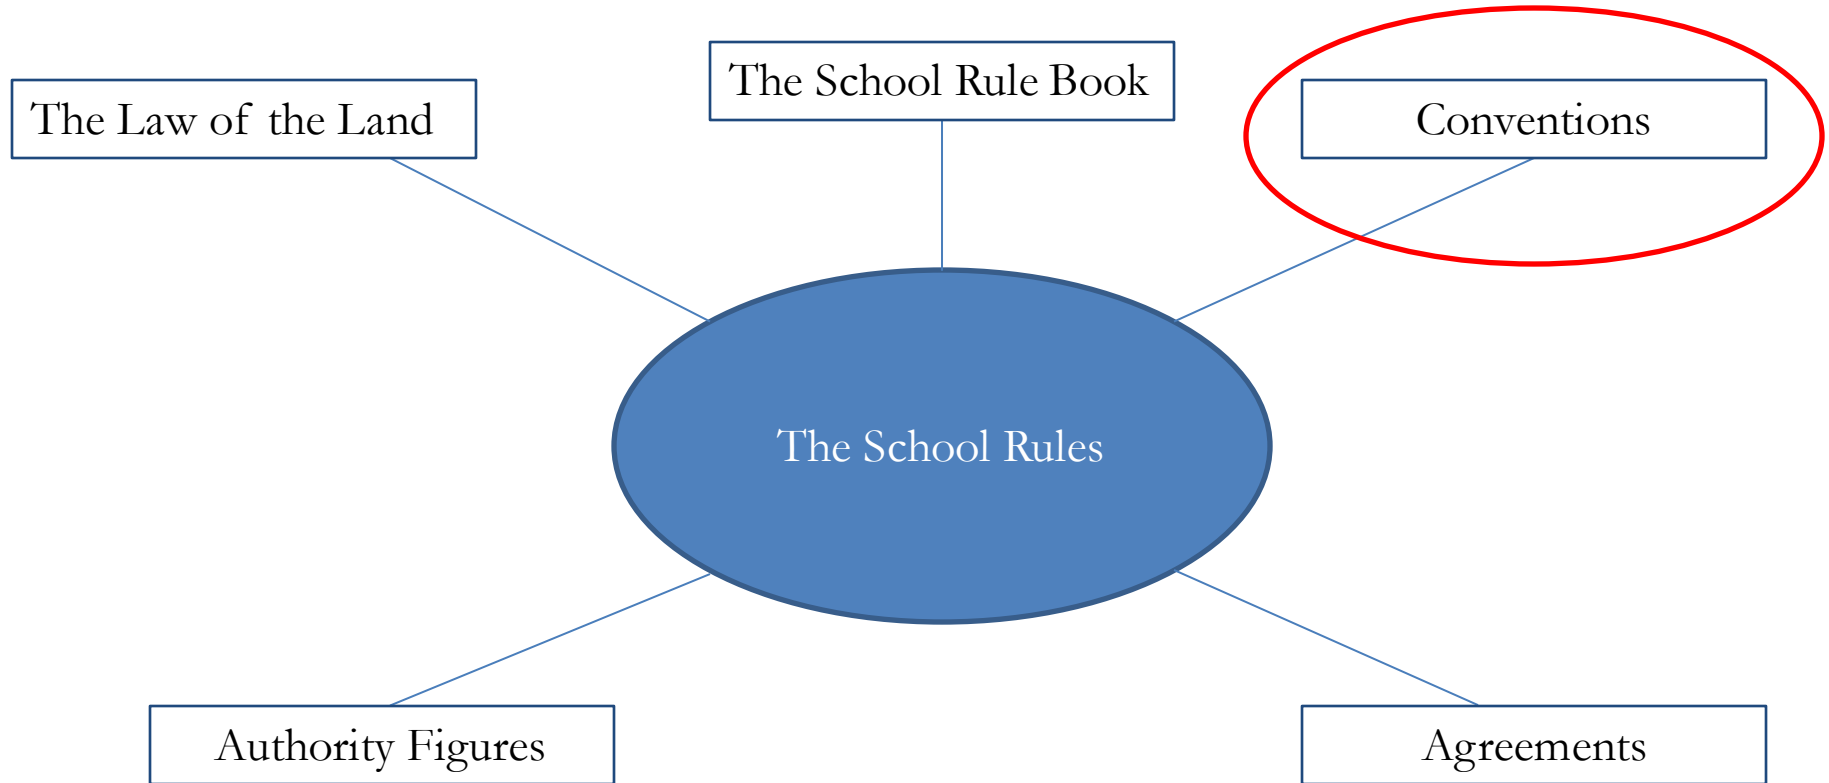 The School Rule Book
The Law of the Land
Conventions
The School Rules
Authority Figures
Agreements